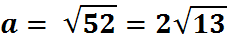 a = √52 = 2√13